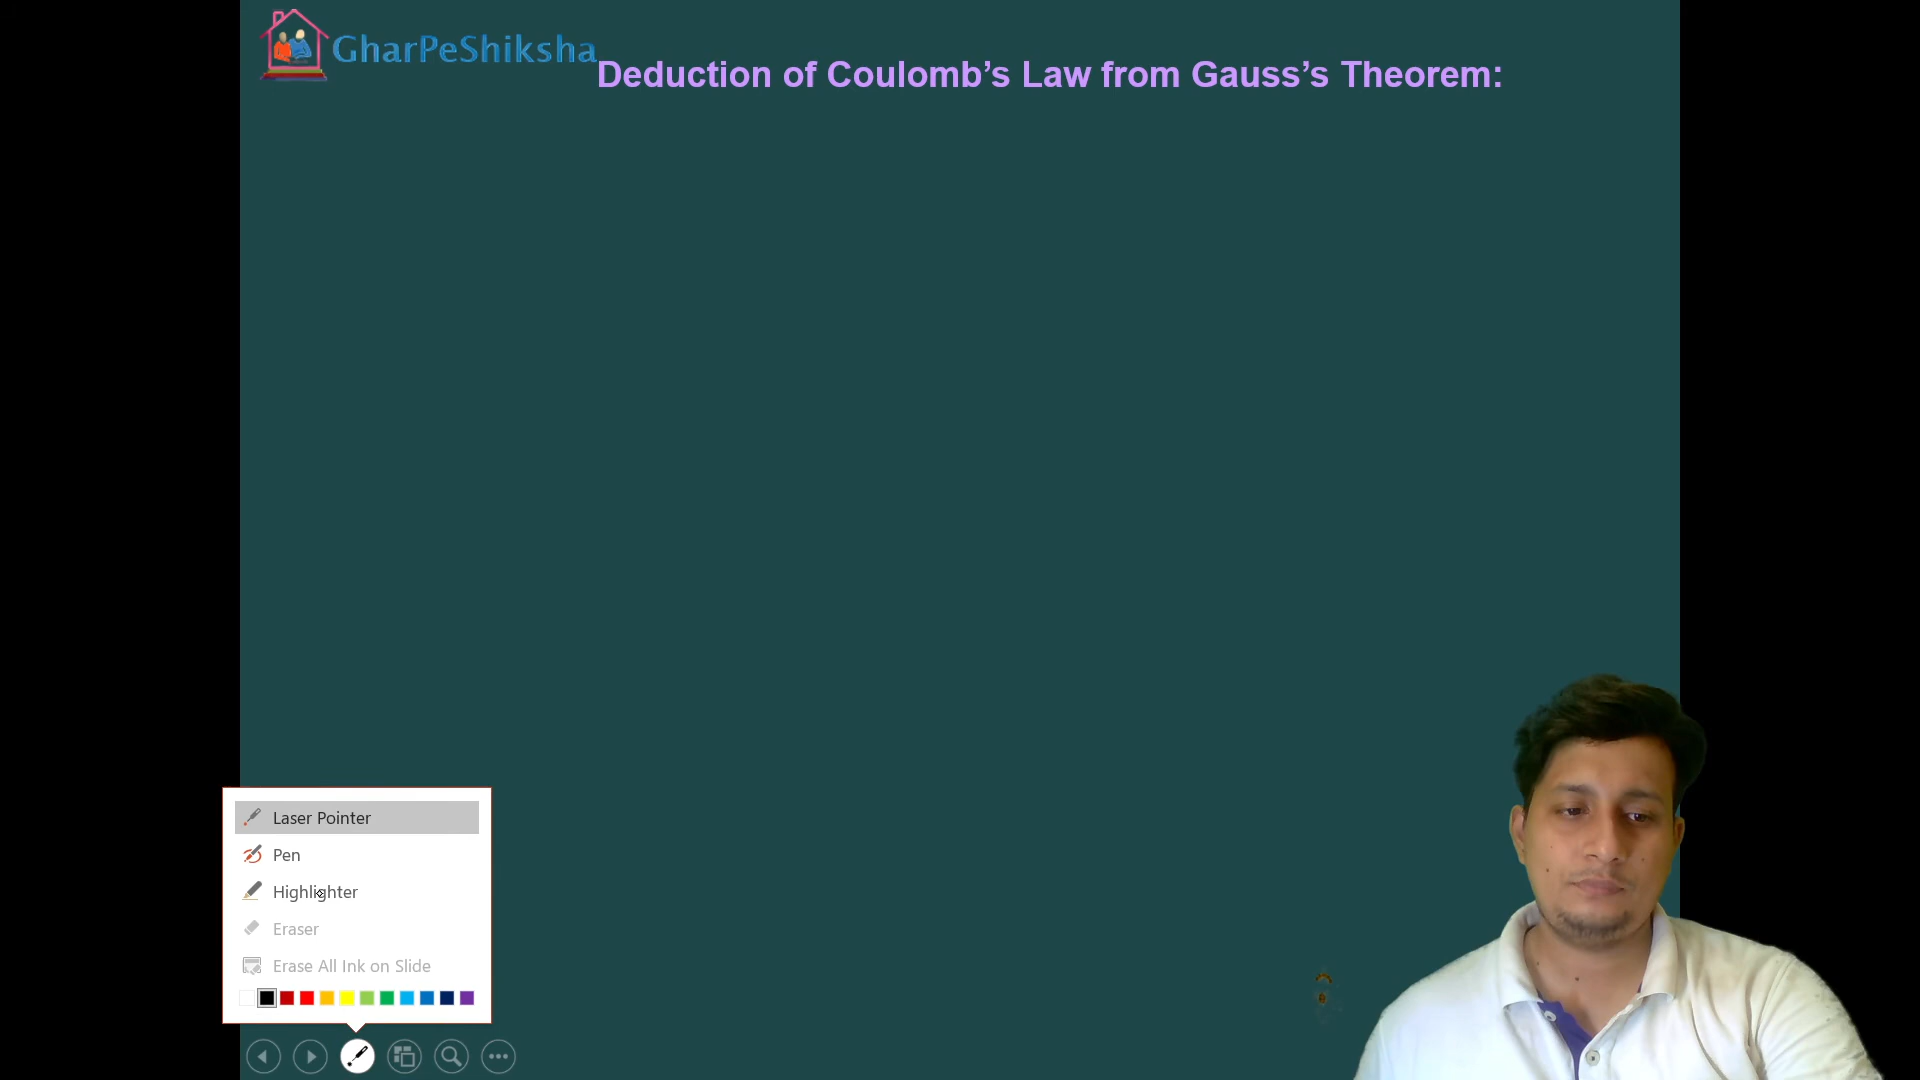 GharPeShiksha
Deduction of Coulomb’s Law from Gauss’s Theorem:
Laser Pointer
Pen
Highlighter
Eraser
Erase All Ink on Slide